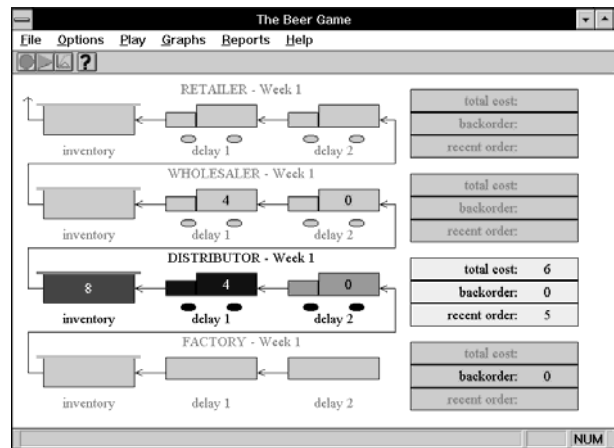 The Beer Game
File Options Play Graphs Reports Help
?
RETAILER - Week 1
inventory delay 1 delay 2
total cost:
backorder:
recent order:
WHOLESALER - Week 1
4 0
inventory delay 1 delay 2
total cost:
backorder:
recent order:
DISTRIBUTOR - Week 1
8 4 0
inventory delay 1 delay 2
total cost: 6
backorder: 0
recent order: 5
FACTORY - Week 1
inventory delay 1 delay 2
total cost:
backorder: 0
recent order:
NUM